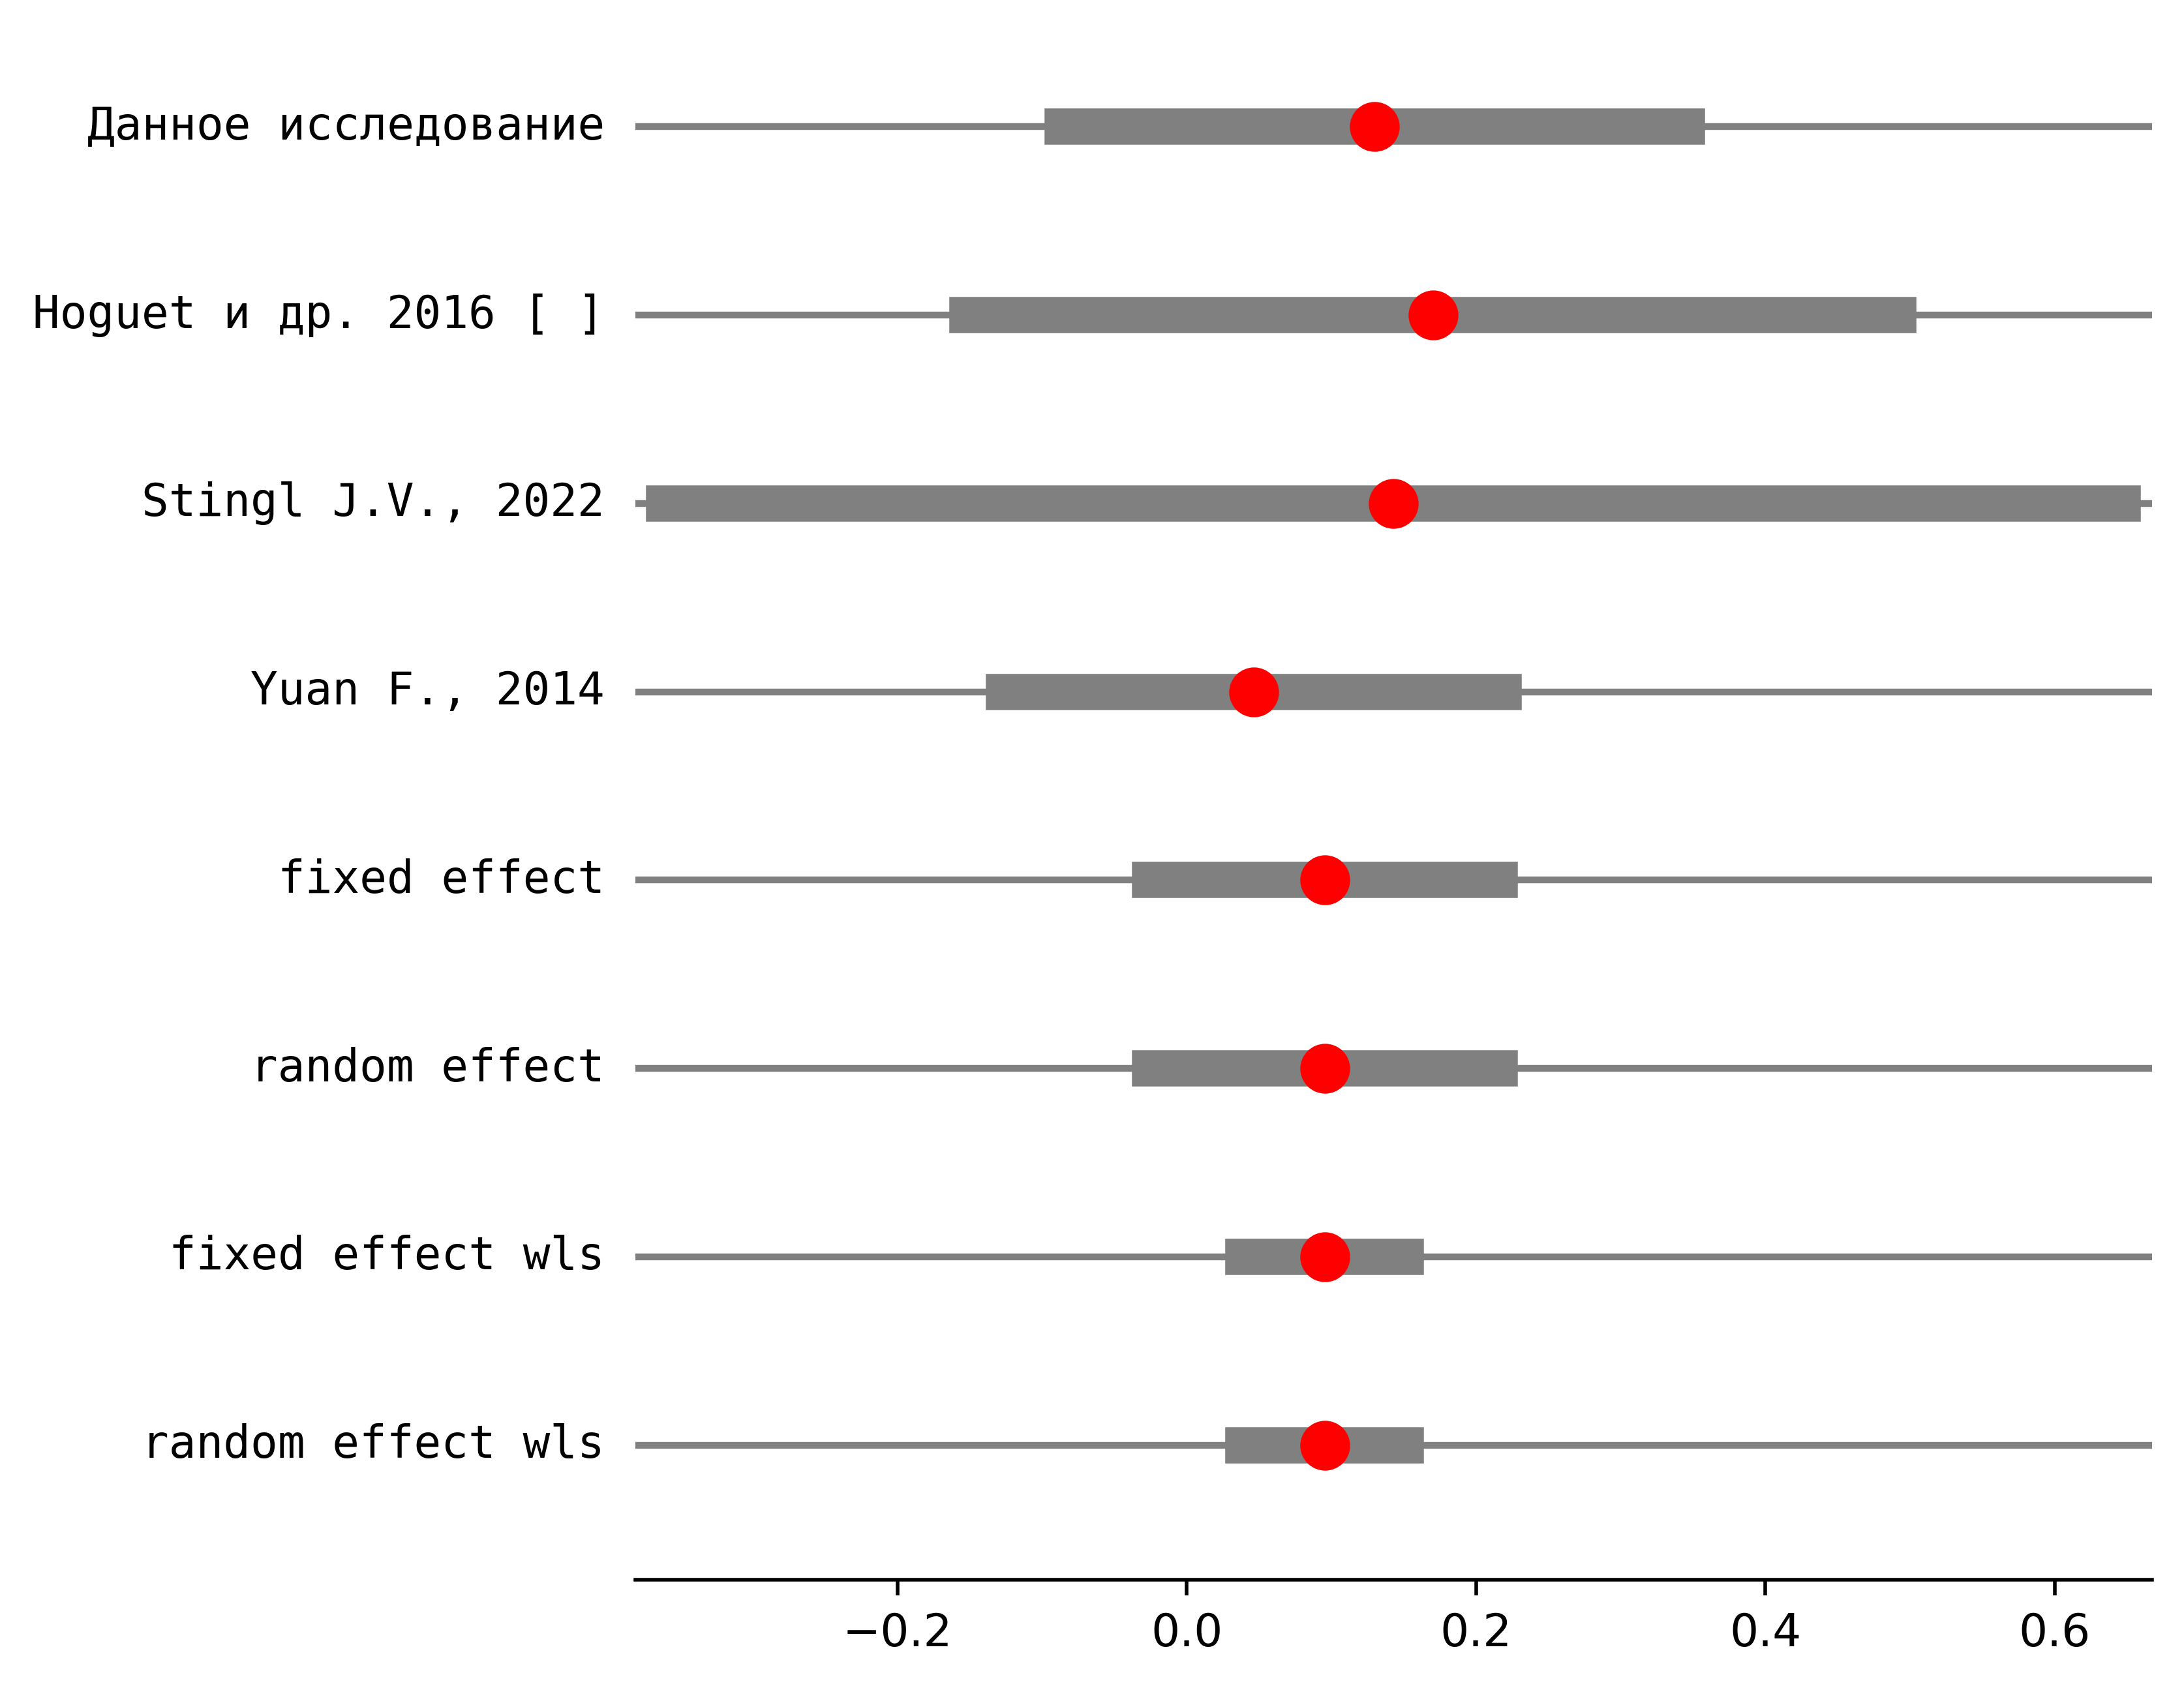 Данное исследование
Hoguet и др. 2016 [ ]
Stingl J.V., 2022
Yuan F., 2014
fixed effect
random effect
fixed effect wls
random effect wls
−0.2 0.0 0.2 0.4 0.6